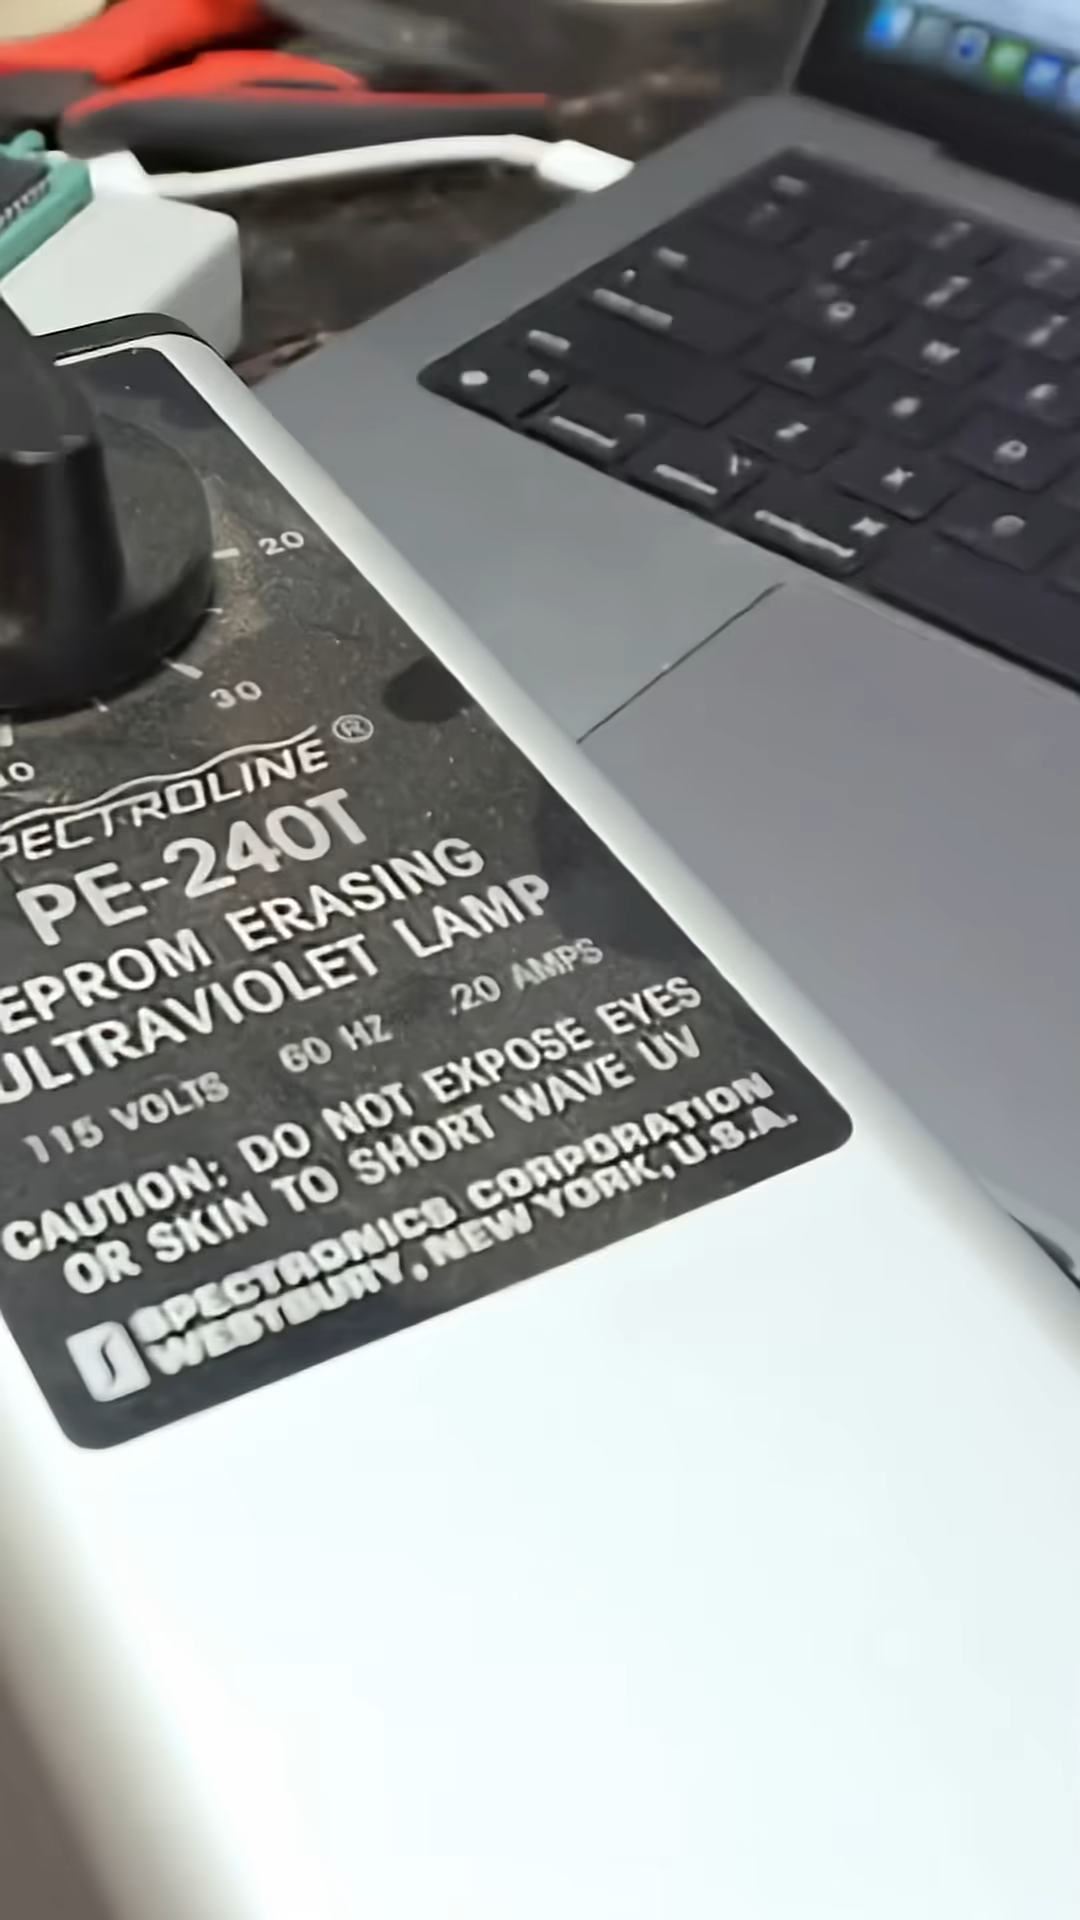 20
30
PECTROLINE®
PE-240T
EPROM ERASING
ULTRAVIOLET LAMP
115 VOLTS 60 HZ .20 AMPS
CAUTION: DO NOT EXPOSE EYES
OR SKIN TO SHORT WAVE UV
SPECTRONICS CORPORATION
WESTBURY, NEW YORK, U.S.A.